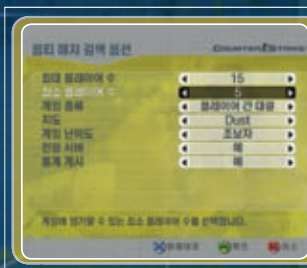 옵티 매치 검색 옵션
COUNTER STRIKE
최대 플레이어 수 15
최소 플레이어 수 5
게임 종류 플레이어 간 대결
지도 Dust
게임 난이도 초보자
전용 서버 예
통계 게시 예
게임에 참가할 수 있는 최소 플레이어 수를 선택합니다.
확인 취소